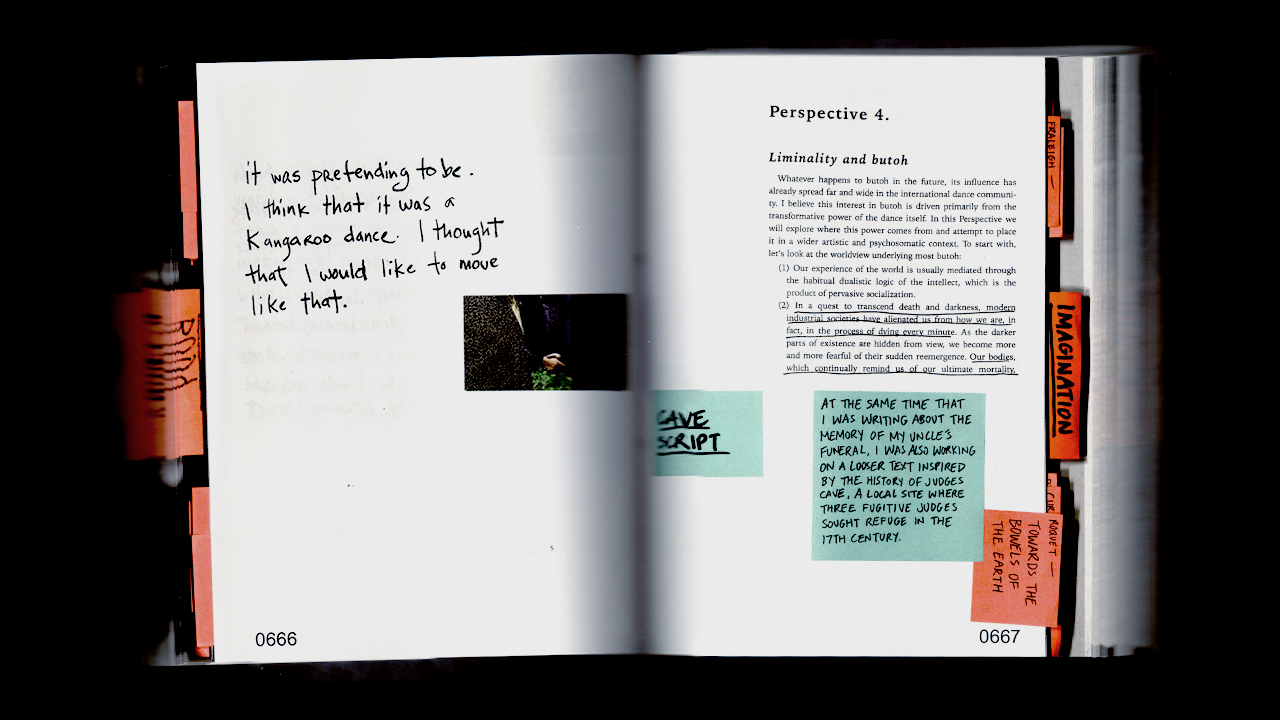 it was pretending to be.
I think that it was a
Kangaroo dance. I thought
that I would like to move
like that.
0666
Perspective 4.
Liminality and butoh
Whatever happens to butoh in the future, its influence has
already spread far and wide in the international dance communi-
ty. I believe this interest in butoh is driven primarily from the
transformative power of the dance itself. In this Perspective we
will explore where this power comes from and attempt to place
it in a wider artistic and psychosomatic context. To start with,
let's look at the worldview underlying most butoh:
(1) Our experience of the world is usually mediated through
the habitual dualistic logic of the intellect, which is the
product of pervasive socialization.
(2) In a quest to transcend death and darkness, modern
industrial societies have alienated us from how we are, in
fact, in the process of dying every minute. As the darker
parts of existence are hidden from view, we become more
and more fearful of their sudden reemergence. Our bodies,
which continually remind us of our ultimate mortality,
CAVE
SCRIPT
AT THE SAME TIME THAT
I WAS WRITING ABOUT THE
MEMORY OF MY UNCLE'S
FUNERAL, I WAS ALSO WORKING
ON A LOOSER TEXT INSPIRED
BY THE HISTORY OF JUDGES
CAVE, A LOCAL SITE WHERE
THREE FUGITIVE JUDGES
SOUGHT REFUGE IN THE
17TH CENTURY.
0667
FRALEIGH —
IMAGINATION
ROQUET —
TOWARDS THE
BOWELS OF
THE EARTH